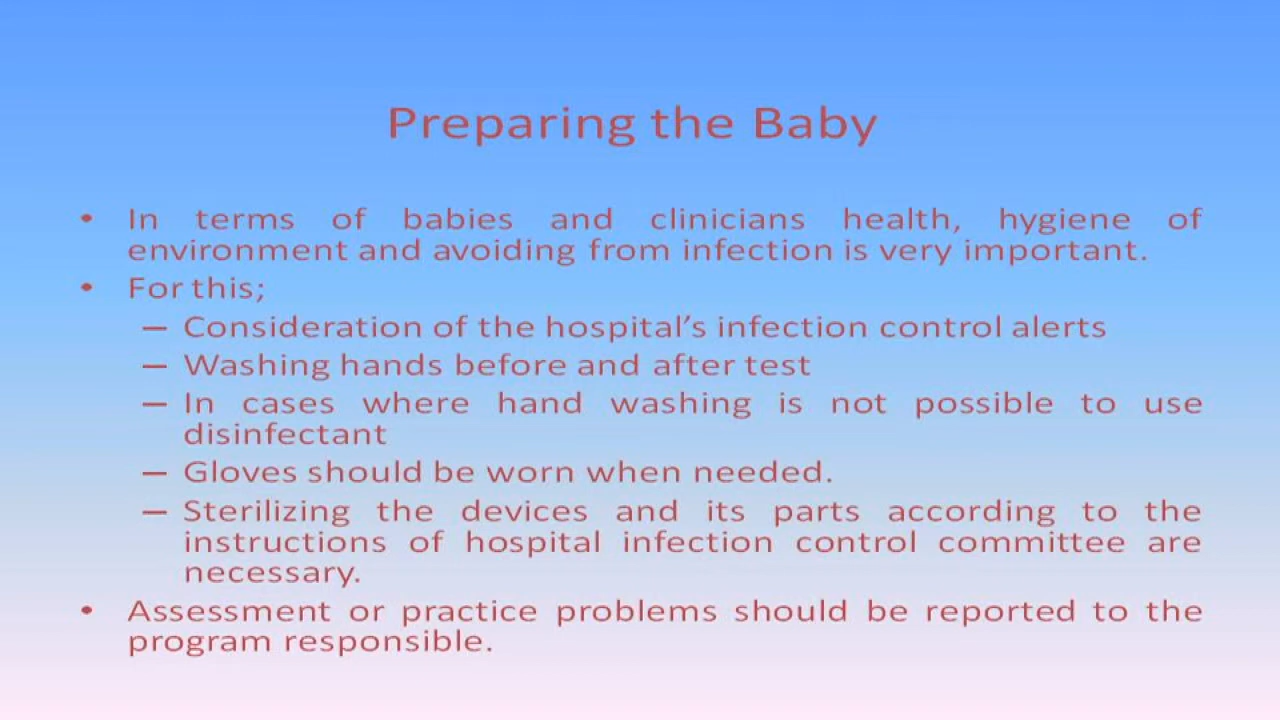 Preparing the Baby
• In terms of babies and clinicians health, hygiene of
environment and avoiding from infection is very important.
• For this;
– Consideration of the hospital’s infection control alerts
– Washing hands before and after test
– In cases where hand washing is not possible to use
disinfectant
– Gloves should be worn when needed.
– Sterilizing the devices and its parts according to the
instructions of hospital infection control committee are
necessary.
• Assessment or practice problems should be reported to the
program responsible.